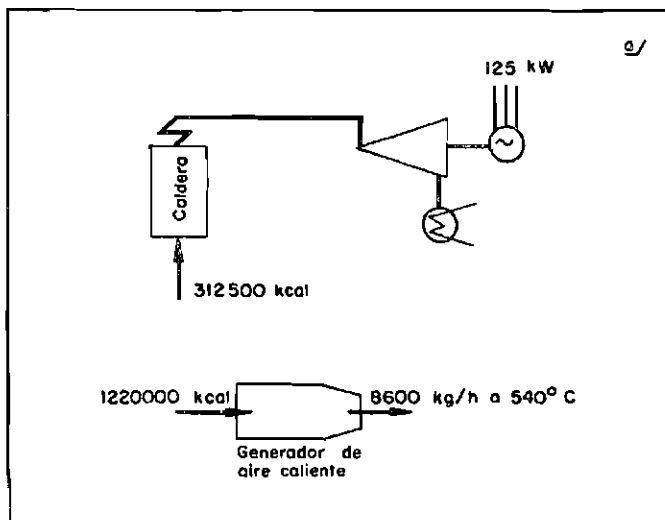 a/
125 kW
Caldera
312500 kcal
1220000 kcal
8600 kg/h a 540° C
Generador de
aire caliente